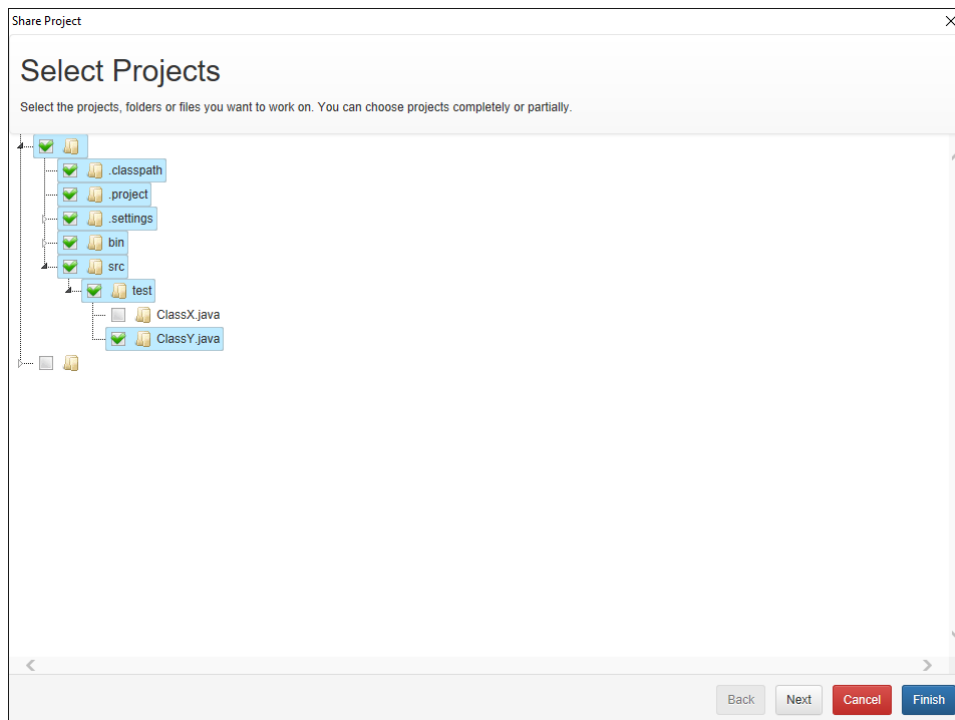 Share Project
Select Projects
Select the projects, folders or files you want to work on. You can choose projects completely or partially.
.classpath
.project
.settings
bin
src
test
ClassX.java
ClassY.java
Back Next Cancel Finish